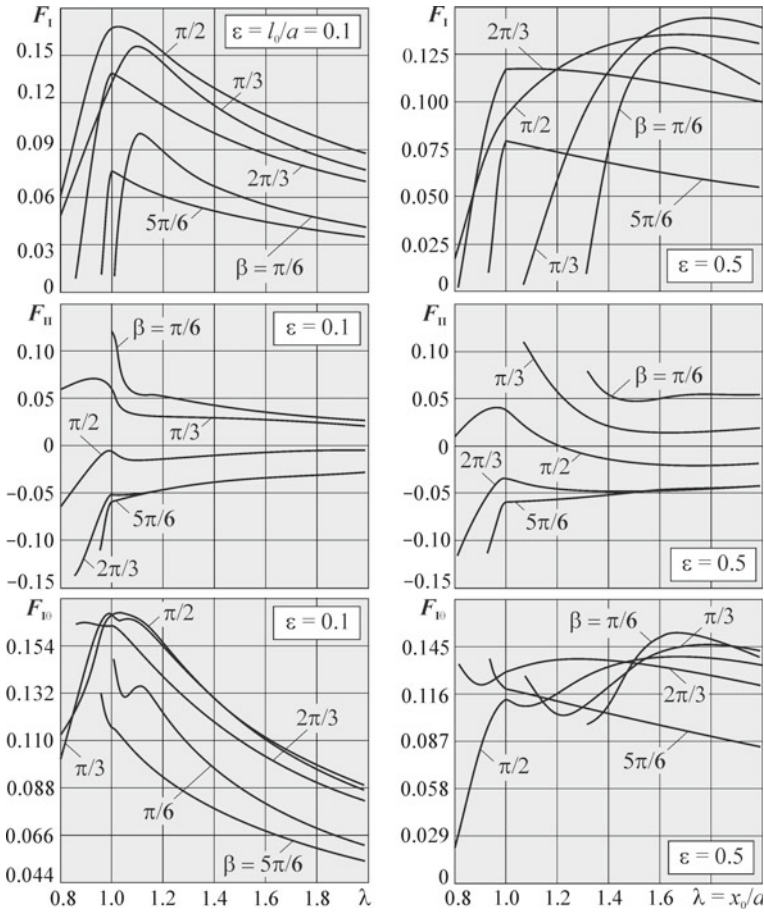 F_I
0.15
0.12
0.09
0.06
0.03
0
π/2
ε = l₀/a = 0.1
π/3
2π/3
5π/6
β = π/6
F_I
0.125
0.100
0.075
0.050
0.025
0
2π/3
π/2
β = π/6
5π/6
π/3
ε = 0.5
F_II
0.10
0.05
0
−0.05
−0.10
−0.15
β = π/6
ε = 0.1
π/2
π/3
5π/6
2π/3
F_II
0.10
0.05
0
−0.05
−0.10
−0.15
π/3
β = π/6
2π/3
π/2
5π/6
ε = 0.5
F_Iθ
0.154
0.132
0.110
0.088
0.066
0.044
π/2
ε = 0.1
2π/3
π/3
π/6
β = 5π/6
0.8 1.0 1.2 1.4 1.6 λ
F_Iθ
0.145
0.116
0.087
0.058
0.029
0
β = π/6
π/3
2π/3
π/2
5π/6
ε = 0.5
0.8 1.0 1.2 1.4 1.6 λ = x₀/a